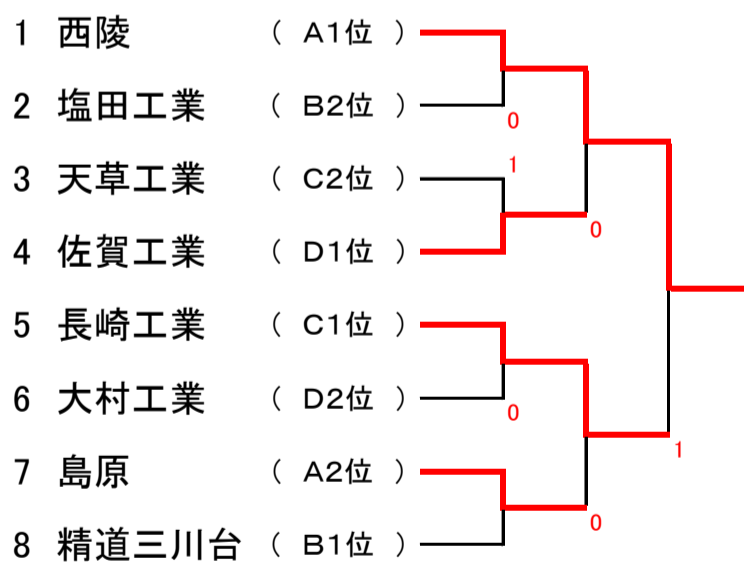 1 西陵 ( A1位 )
2 塩田工業 ( B2位 )
0
1
3 天草工業 ( C2位 )
0
4 佐賀工業 ( D1位 )
5 長崎工業 ( C1位 )
6 大村工業 ( D2位 )
0
1
7 島原 ( A2位 )
0
8 精道三川台 ( B1位 )